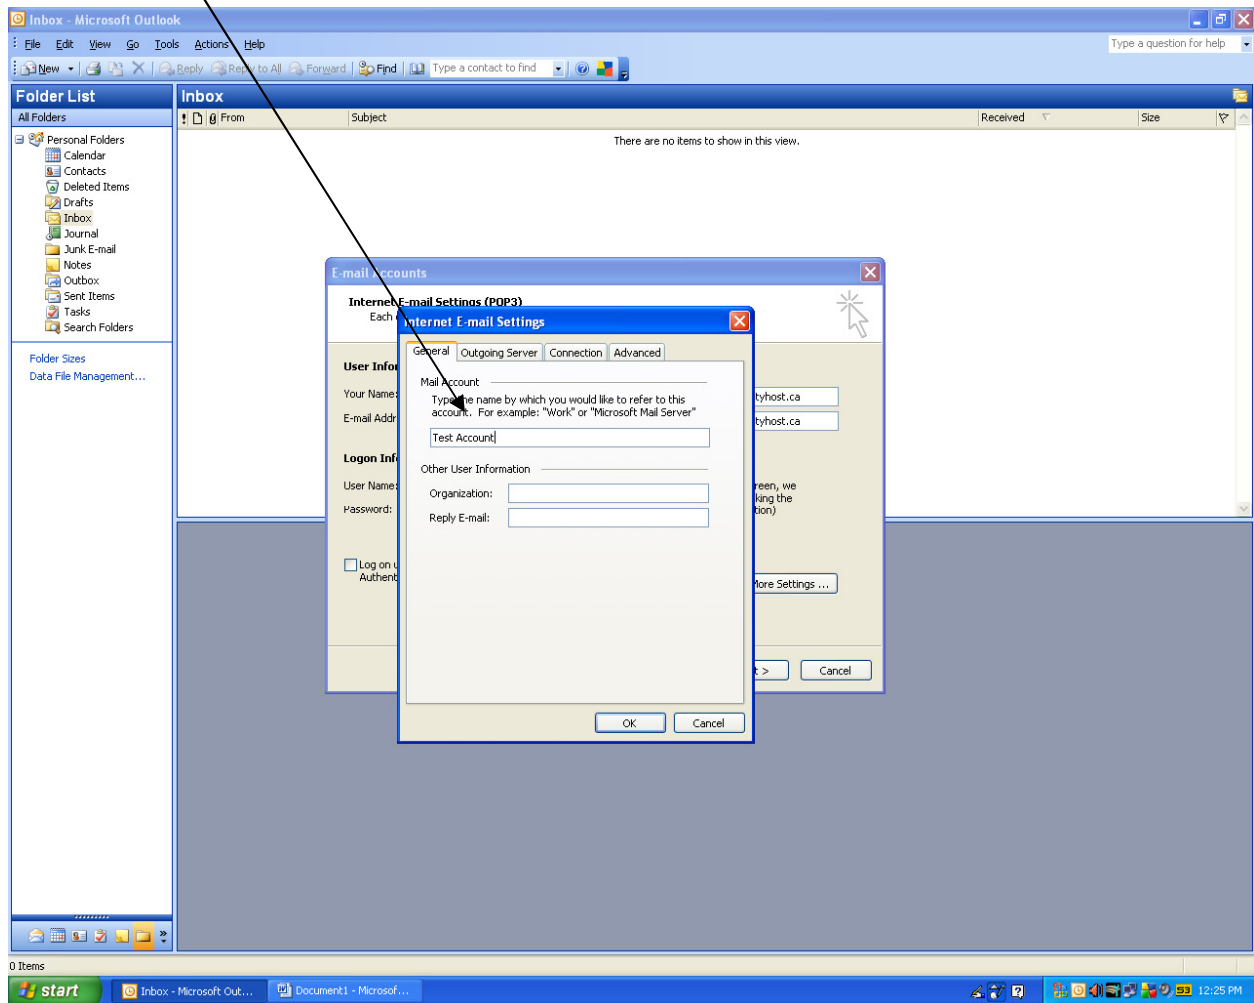 Inbox - Microsoft Outlook
File Edit View Go Tools Actions Help
Type a question for help
New Reply Reply to All Forward Find Type a contact to find
Folder List
Inbox
All Folders
! From Subject Received Size
There are no items to show in this view.
Personal Folders
Calendar
Contacts
Deleted Items
Drafts
Inbox
Journal
Junk E-mail
Notes
Outbox
Sent Items
Tasks
Search Folders
Folder Sizes
Data File Management...
E-mail Accounts
Internet E-mail Settings (POP3)
Each
Internet E-mail Settings
General Outgoing Server Connection Advanced
User Infor
Mail Account
Your Name:
Type the name by which you would like to refer to this
account. For example: "Work" or "Microsoft Mail Server"
tyhost.ca
E-mail Addr
tyhost.ca
Test Account
Logon Inf
Other User Information
User Name:
Organization:
reen, we
king the
tion)
Password:
Reply E-mail:
Log on u
Authent
More Settings ...
t >
Cancel
OK
Cancel
0 Items
start
Inbox - Microsoft Out...
Document1 - Microsof...
53
12:25 PM